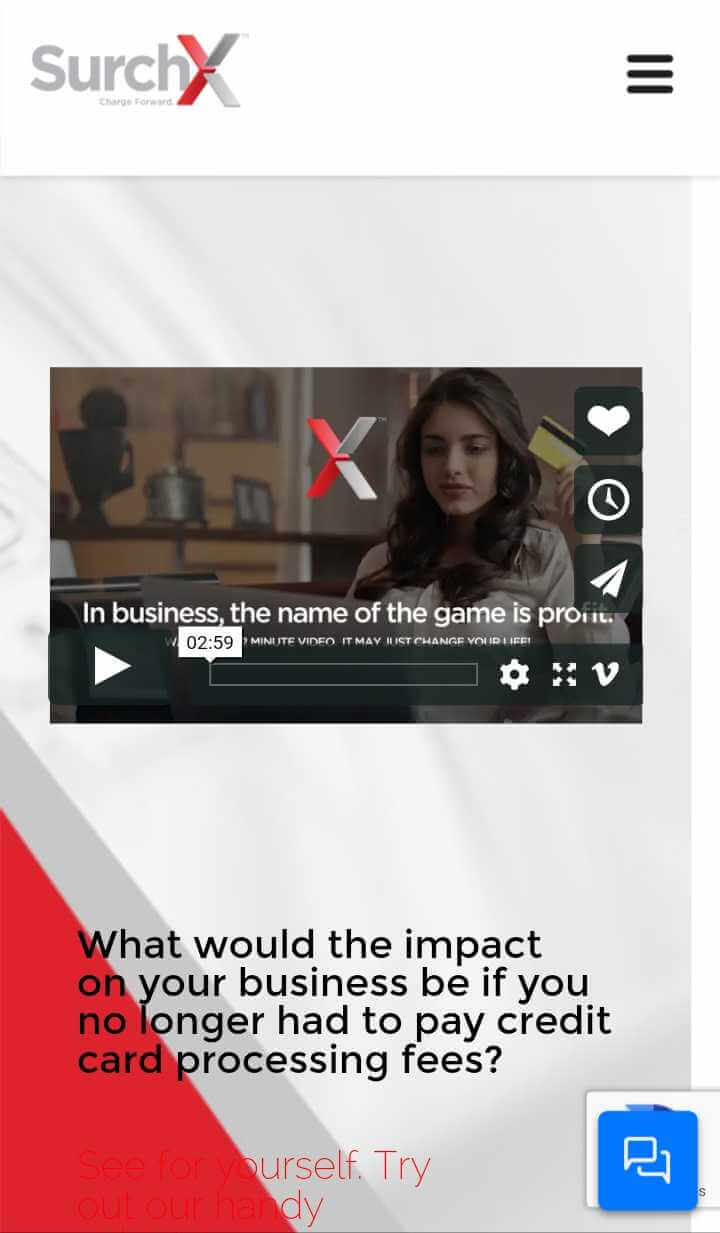 SurchX™
Charge Forward.
™
In business, the name of the game is profit.
2 MINUTE VIDEO. IT MAY JUST CHANGE YOUR LIFE!
02:59
What would the impact
on your business be if you
no longer had to pay credit
card processing fees?
See for yourself. Try
out our handy
s